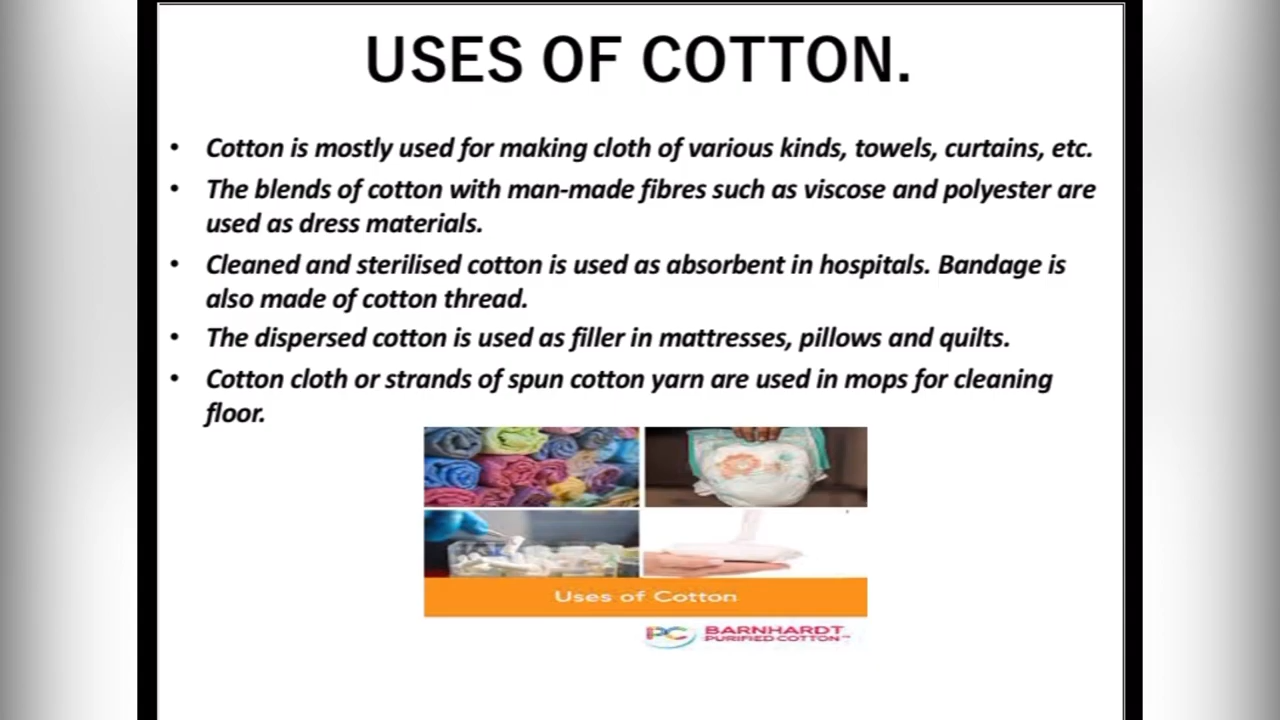 USES OF COTTON.
• Cotton is mostly used for making cloth of various kinds, towels, curtains, etc.
• The blends of cotton with man-made fibres such as viscose and polyester are
used as dress materials.
• Cleaned and sterilised cotton is used as absorbent in hospitals. Bandage is
also made of cotton thread.
• The dispersed cotton is used as filler in mattresses, pillows and quilts.
• Cotton cloth or strands of spun cotton yarn are used in mops for cleaning
floor.
Uses of Cotton
PC BARNHARDT
PURIFIED COTTON™